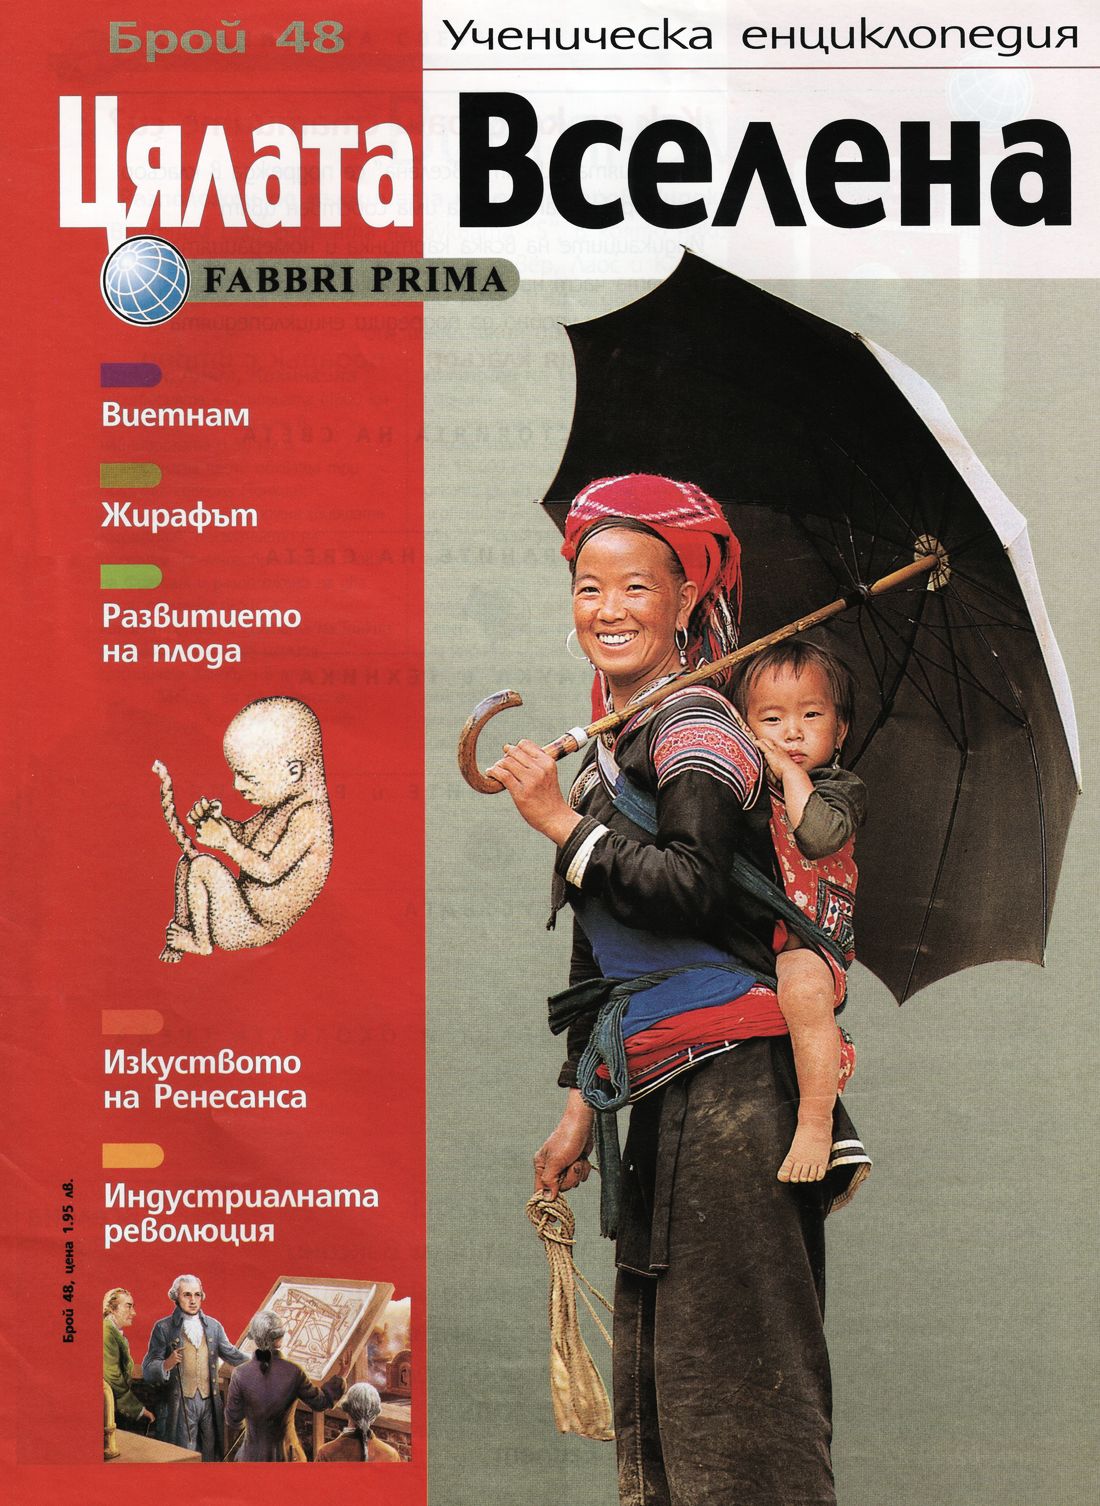 Брой 48
Ученическа енциклопедия
Цялата Вселена
FABBRI PRIMA
Виетнам
Жирафът
Развитието
на плода
Изкуството
на Ренесанса
Индустриалната
революция
Брой 48, цена 1.95 лв.